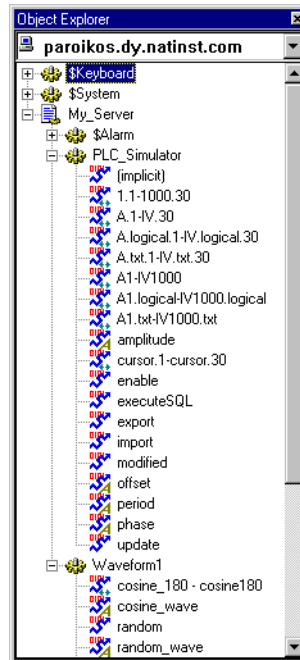 Object Explorer
paroikos.dy.natinst.com
$Keyboard
$System
My_Server
$Alarm
PLC_Simulator
(implicit)
1.1-1000.30
A.1-IV.30
A.logical.1-IV.logical.30
A.txt.1-IV.txt.30
A1-IV1000
A1.logical-IV1000.logical
A1.txt-IV1000.txt
amplitude
cursor.1-cursor.30
enable
executeSQL
export
import
modified
offset
period
phase
update
Waveform1
cosine_180 - cosine180
cosine_wave
random
random_wave